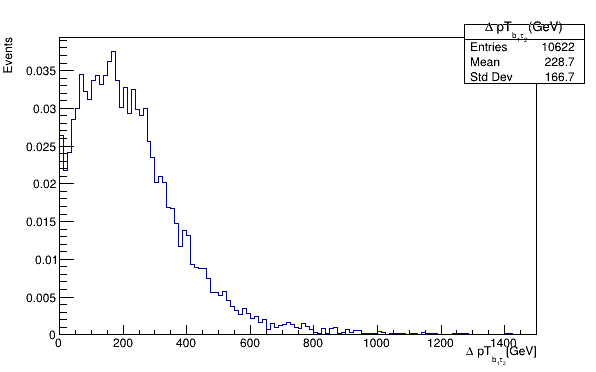 Δ pT_{b₁τ₂}(GeV)
Entries 10622
Mean 228.7
Std Dev 166.7
Events
0.035
0.03
0.025
0.02
0.015
0.01
0.005
0
0 200 400 600 800 1000 1200 1400
Δ pT_{b₁τ₂}[GeV]